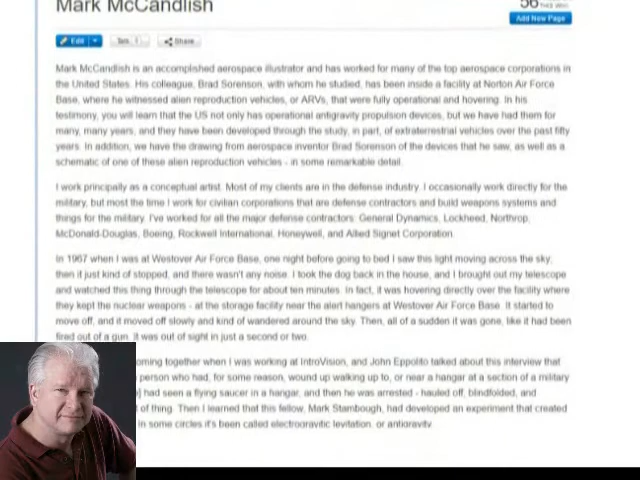 Mark McCandlish
56
Add New Page
Edit
Share
Mark McCandlish is an accomplished aerospace illustrator and has worked for many of the top aerospace corporations in
the United States. His colleague, Brad Sorenson, with whom he studied, has been inside a facility at Norton Air Force
Base, where he witnessed alien reproduction vehicles, or ARVs, that were fully operational and hovering. In his
testimony, you will learn that the US not only has operational antigravity propulsion devices, but we have had them for
many, many years, and they have been developed through the study, in part, of extraterrestrial vehicles over the past fifty
years. In addition, we have the drawing from aerospace inventor Brad Sorenson of the devices that he saw, as well as a
schematic of one of these alien reproduction vehicles - in some remarkable detail.
I work principally as a conceptual artist. Most of my clients are in the defense industry. I occasionally work directly for the
military, but most the time I work for civilian corporations that are defense contractors and build weapons systems and
things for the military. I've worked for all the major defense contractors: General Dynamics, Lockheed, Northrop,
McDonald-Douglas, Boeing, Rockwell International, Honeywell, and Allied Signet Corporation.
In 1967 when I was at Westover Air Force Base, one night before going to bed I saw this light moving across the sky,
then it just kind of stopped, and there wasn't any noise. I took the dog back in the house, and I brought out my telescope
and watched this thing through the telescope for about ten minutes. In fact, it was hovering directly over the facility where
they kept the nuclear weapons - at the storage facility near the alert hangers at Westover Air Force Base. It started to
move off, and it moved off slowly and kind of wandered around the sky. Then, all of a sudden it was gone, like it had been
fired out of a gun. It was out of sight in just a second or two.
oming together when I was working at IntroVision, and John Eppolito talked about this interview that
person who had, for some reason, wound up walking up to, or near a hangar at a section of a military
had seen a flying saucer in a hangar, and then he was arrested - hauled off, blindfolded, and
of thing. Then I learned that this fellow, Mark Stambough, had developed an experiment that created
In some circles it's been called electrogravitic levitation, or antigravity.